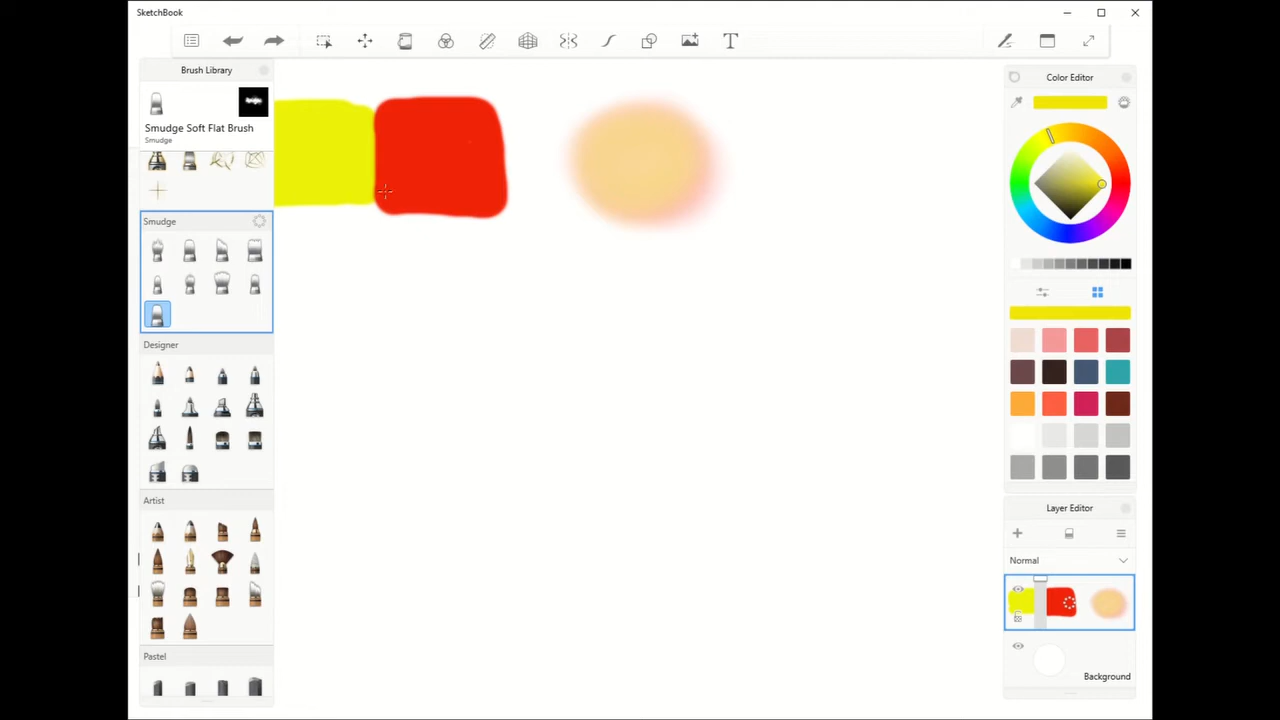 SketchBook
T
Brush Library
Smudge Soft Flat Brush
Smudge
Smudge
Designer
Artist
Pastel
Color Editor
Layer Editor
Normal
Background